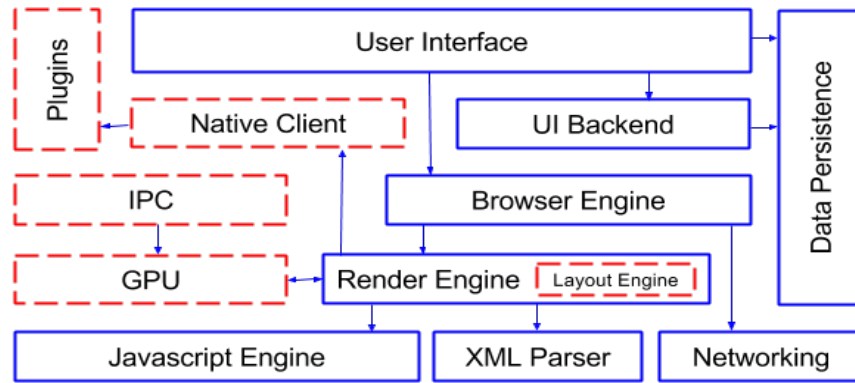 User Interface
Plugins
Data Persistence
Native Client
UI Backend
IPC
Browser Engine
GPU
Render Engine
Layout Engine
Javascript Engine
XML Parser
Networking